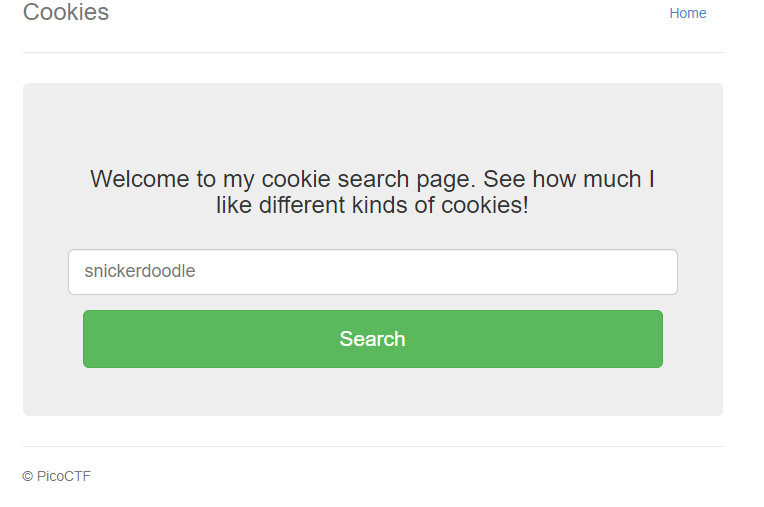 Cookies
Home
Welcome to my cookie search page. See how much I
like different kinds of cookies!
snickerdoodle
Search
© PicoCTF